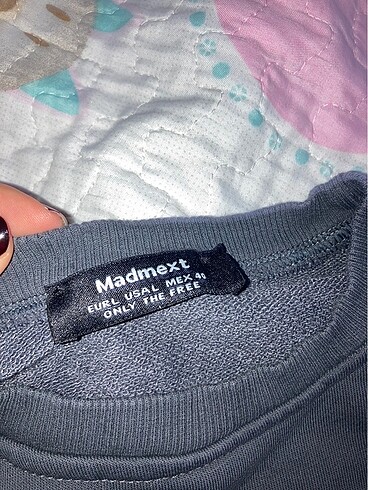 Madmext
EUR L USA L MEX 40
ONLY THE FREE